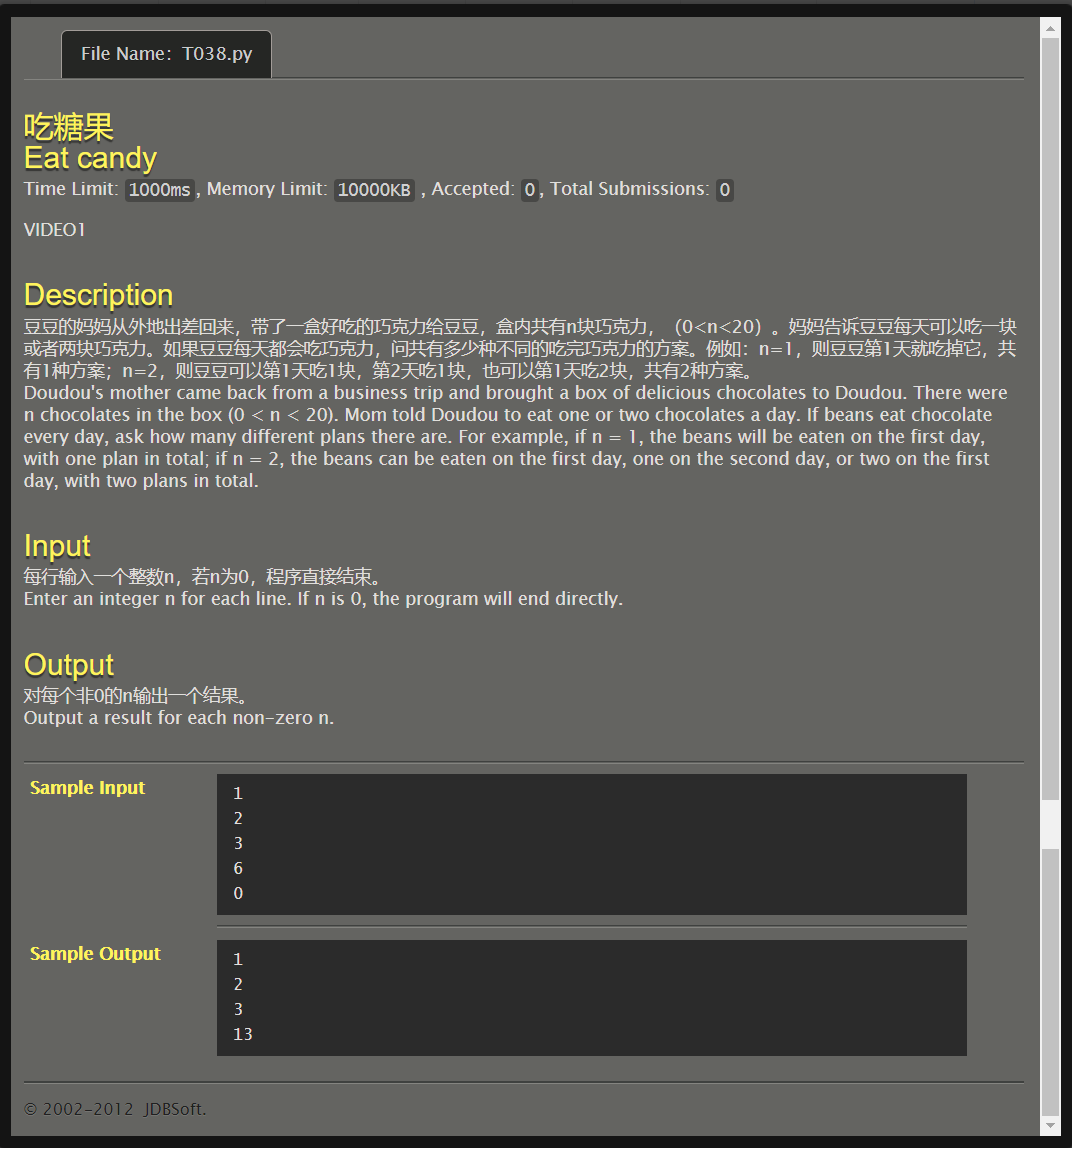 File Name：T038.py
吃糖果
Eat candy
Time Limit: 1000ms, Memory Limit: 10000KB , Accepted: 0, Total Submissions: 0
VIDEO1
Description
豆豆的妈妈从外地出差回来，带了一盒好吃的巧克力给豆豆，盒内共有n块巧克力，（0<n<20）。妈妈告诉豆豆每天可以吃一块
或者两块巧克力。如果豆豆每天都会吃巧克力，问共有多少种不同的吃完巧克力的方案。例如：n=1，则豆豆第1天就吃掉它，共
有1种方案；n=2，则豆豆可以第1天吃1块，第2天吃1块，也可以第1天吃2块，共有2种方案。
Doudou's mother came back from a business trip and brought a box of delicious chocolates to Doudou. There were
n chocolates in the box (0 < n < 20). Mom told Doudou to eat one or two chocolates a day. If beans eat chocolate
every day, ask how many different plans there are. For example, if n = 1, the beans will be eaten on the first day,
with one plan in total; if n = 2, the beans can be eaten on the first day, one on the second day, or two on the first
day, with two plans in total.
Input
每行输入一个整数n，若n为0，程序直接结束。
Enter an integer n for each line. If n is 0, the program will end directly.
Output
对每个非0的n输出一个结果。
Output a result for each non-zero n.
Sample Input
1
2
3
6
0
Sample Output
1
2
3
13
© 2002-2012 JDBSoft.